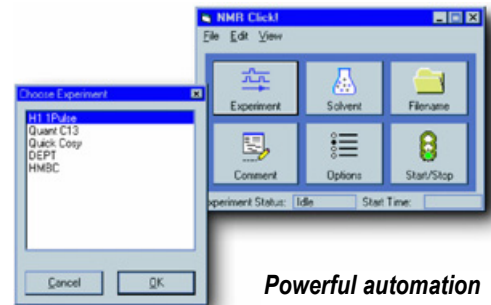 NMR Click!
File Edit View
Experiment
Solvent
Filename
Comment
Options
Start/Stop
xperiment Status: Idle Start Time:
Choose Experiment
H1 1Pulse
Quant C13
Quick Cosy
DEPT
HMBC
Cancel OK
Powerful automation